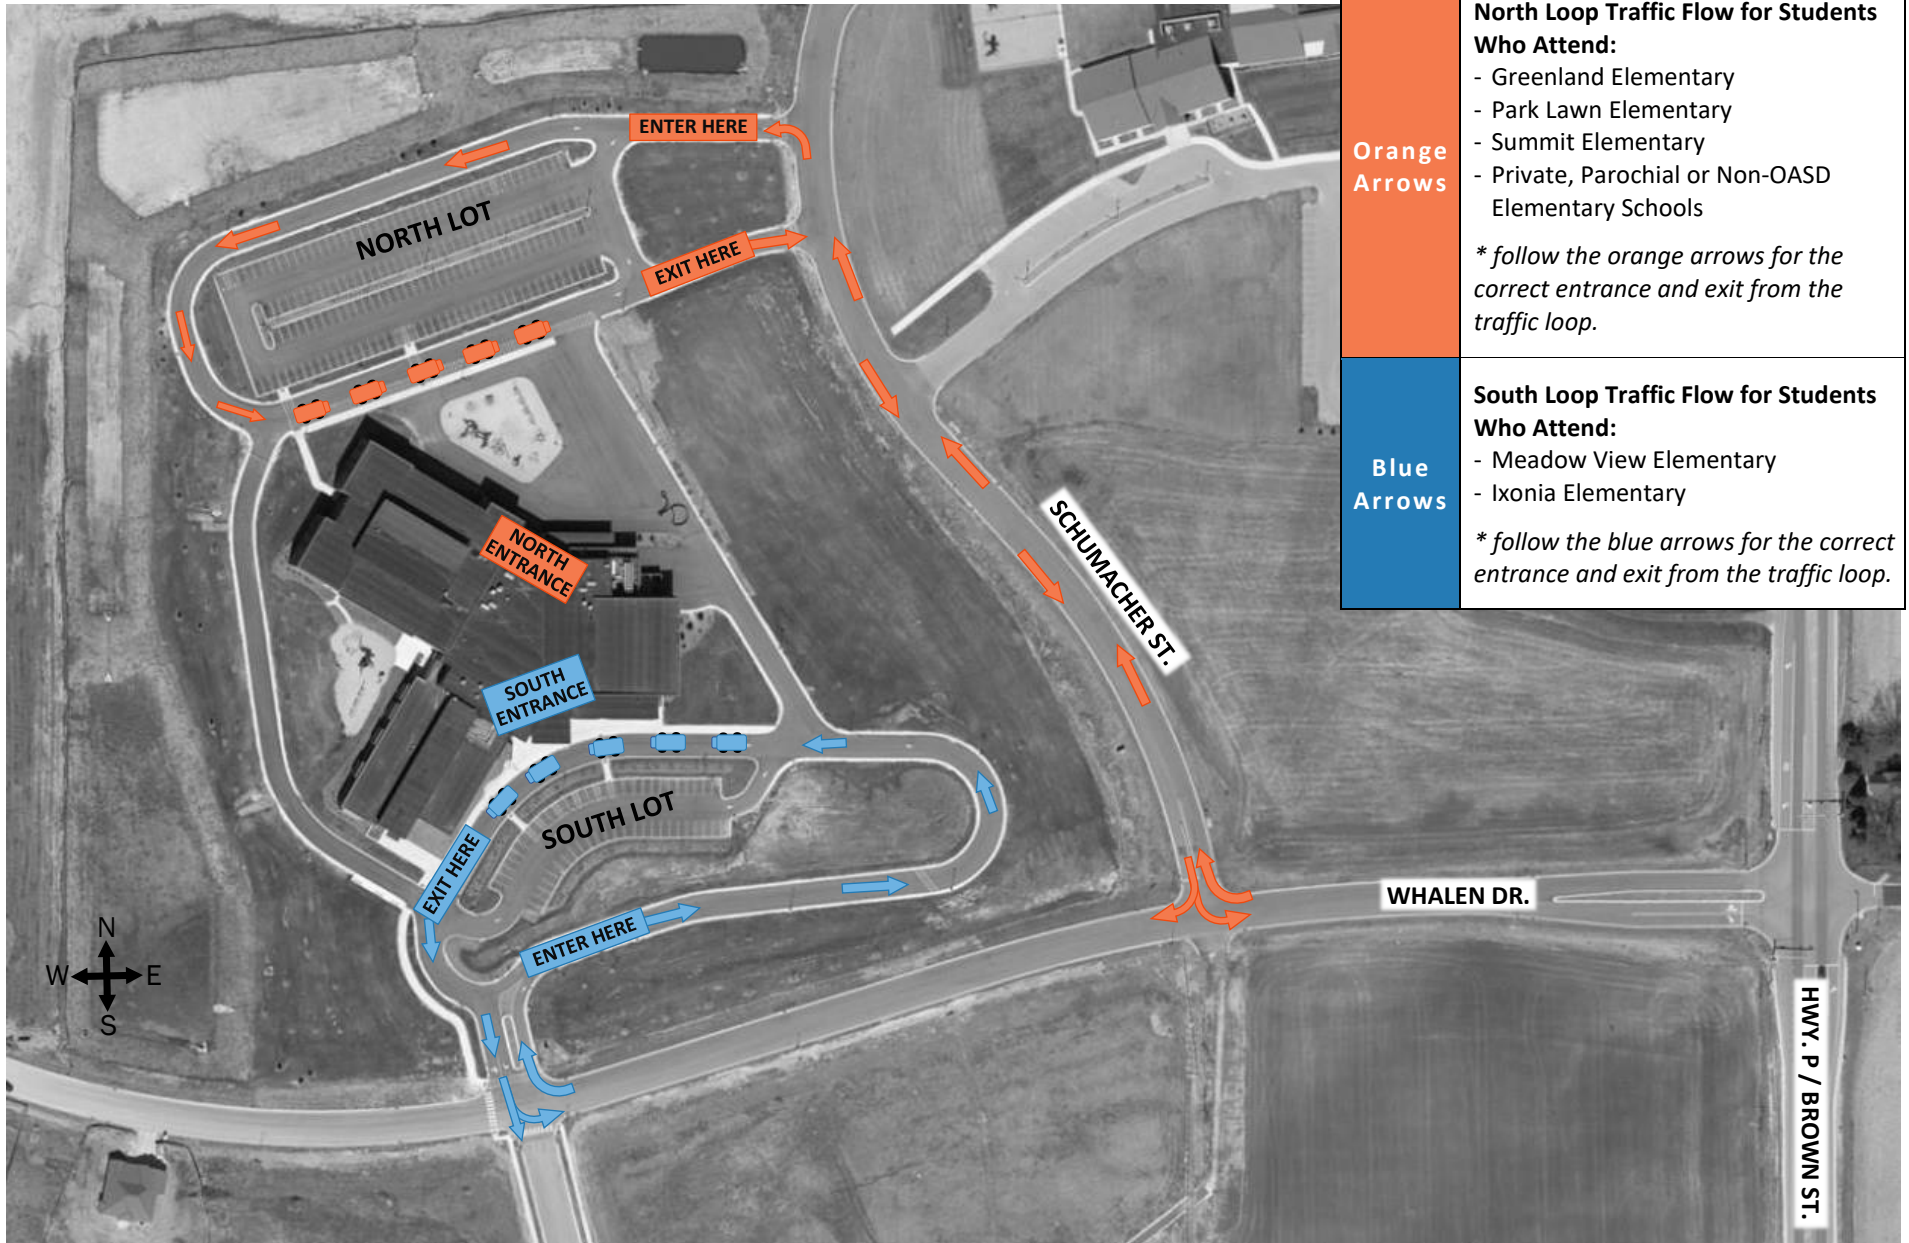 North Loop Traffic Flow for Students
Who Attend:
- Greenland Elementary
- Park Lawn Elementary
- Summit Elementary
- Private, Parochial or Non-OASD
Elementary Schools
* follow the orange arrows for the
correct entrance and exit from the
traffic loop.
Orange
Arrows
South Loop Traffic Flow for Students
Who Attend:
- Meadow View Elementary
- Ixonia Elementary
* follow the blue arrows for the correct
entrance and exit from the traffic loop.
Blue
Arrows
ENTER HERE
NORTH LOT
EXIT HERE
NORTH
ENTRANCE
SCHUMACHER ST.
SOUTH
ENTRANCE
SOUTH LOT
EXIT HERE
ENTER HERE
WHALEN DR.
HWY. P / BROWN ST.
N
W E
S